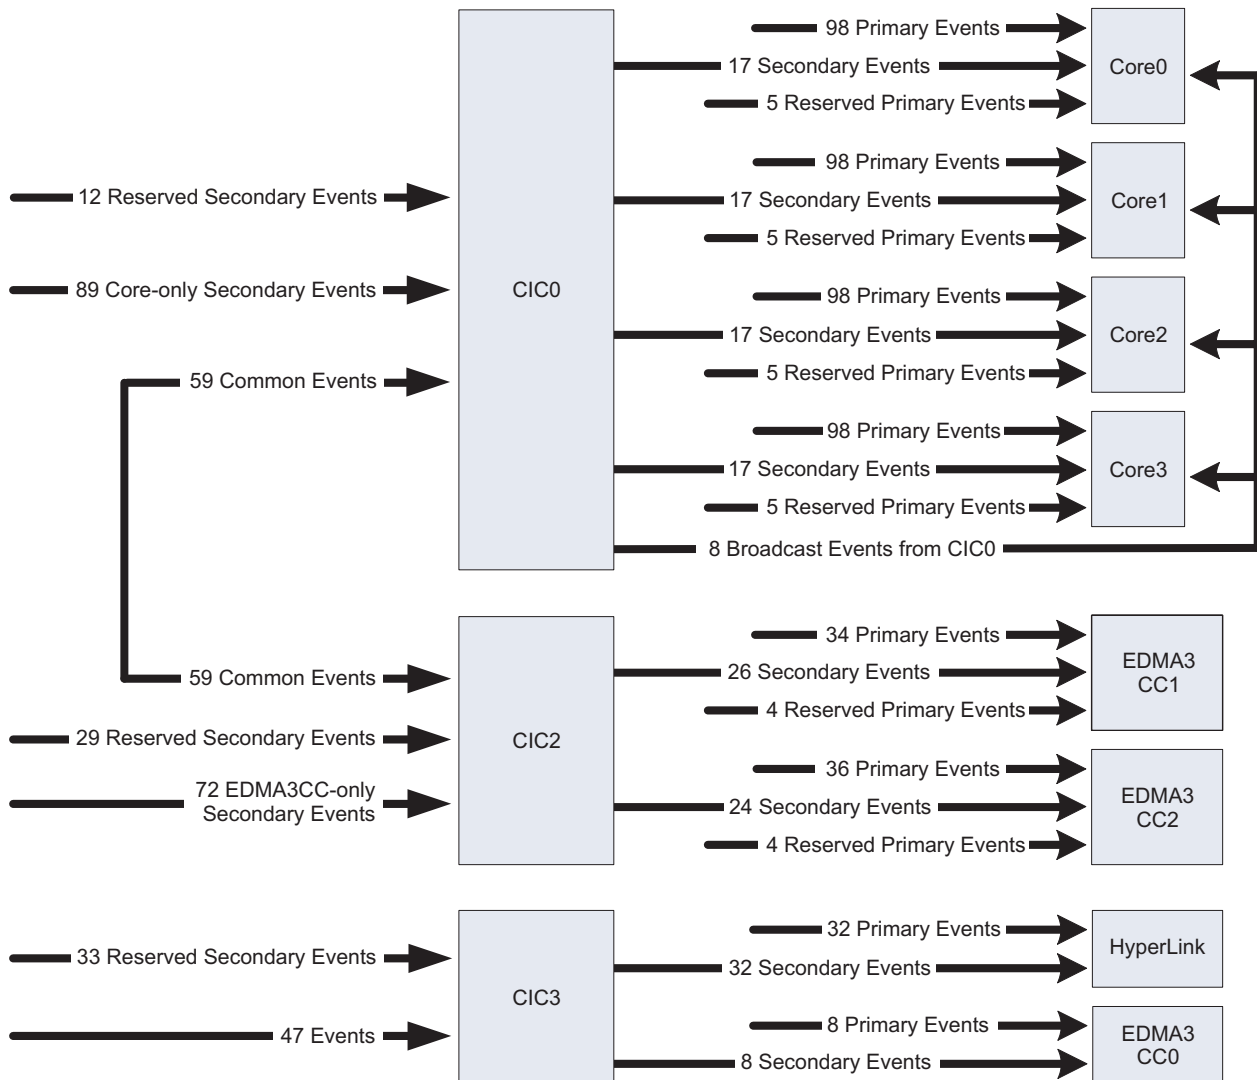 98 Primary Events
17 Secondary Events
5 Reserved Primary Events
Core0
12 Reserved Secondary Events
98 Primary Events
17 Secondary Events
5 Reserved Primary Events
Core1
89 Core-only Secondary Events
CIC0
98 Primary Events
17 Secondary Events
5 Reserved Primary Events
Core2
59 Common Events
98 Primary Events
17 Secondary Events
5 Reserved Primary Events
Core3
8 Broadcast Events from CIC0
59 Common Events
29 Reserved Secondary Events
72 EDMA3CC-only
Secondary Events
CIC2
34 Primary Events
26 Secondary Events
4 Reserved Primary Events
EDMA3
CC1
36 Primary Events
24 Secondary Events
4 Reserved Primary Events
EDMA3
CC2
33 Reserved Secondary Events
47 Events
CIC3
32 Primary Events
32 Secondary Events
HyperLink
8 Primary Events
8 Secondary Events
EDMA3
CC0